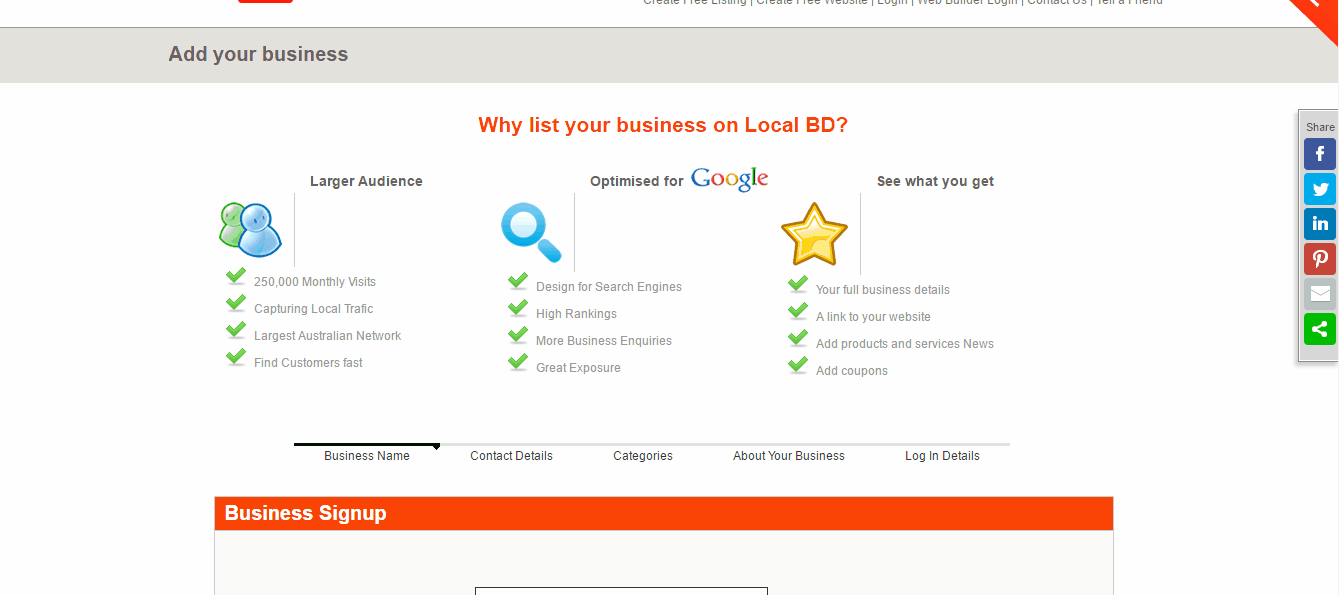 Create Free Listing | Create Free Website | Login | Web Builder Login | Contact Us | Tell a Friend
Add your business
Why list your business on Local BD?
Share
Larger Audience
250,000 Monthly Visits
Capturing Local Trafic
Largest Australian Network
Find Customers fast
Optimised for Google
Design for Search Engines
High Rankings
More Business Enquiries
Great Exposure
See what you get
Your full business details
A link to your website
Add products and services News
Add coupons
Business Name
Contact Details
Categories
About Your Business
Log In Details
Business Signup